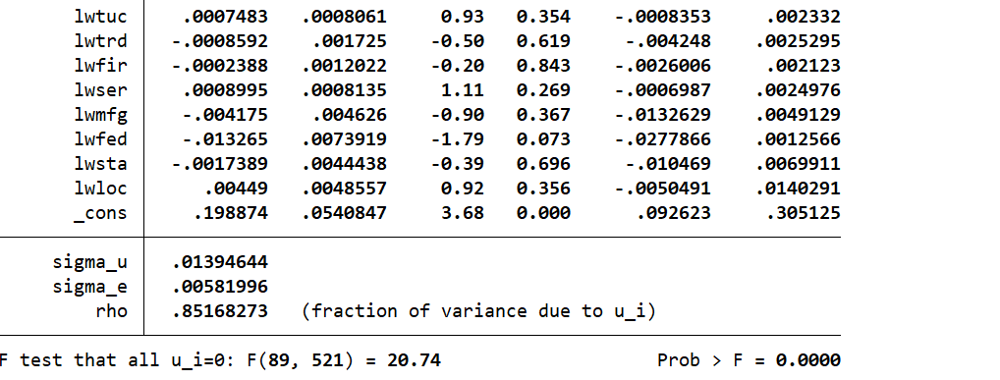 lwtuc .0007483 .0008061 0.93 0.354 -.0008353 .002332
lwtrd -.0008592 .001725 -0.50 0.619 -.004248 .0025295
lwfir -.0002388 .0012022 -0.20 0.843 -.0026006 .002123
lwser .0008995 .0008135 1.11 0.269 -.0006987 .0024976
lwmfg -.004175 .004626 -0.90 0.367 -.0132629 .0049129
lwfed -.013265 .0073919 -1.79 0.073 -.0277866 .0012566
lwsta -.0017389 .0044438 -0.39 0.696 -.010469 .0069911
lwloc .00449 .0048557 0.92 0.356 -.0050491 .0140291
_cons .198874 .0540847 3.68 0.000 .092623 .305125
sigma_u .01394644
sigma_e .00581996
rho .85168273 (fraction of variance due to u_i)
F test that all u_i=0: F(89, 521) = 20.74 Prob > F = 0.0000